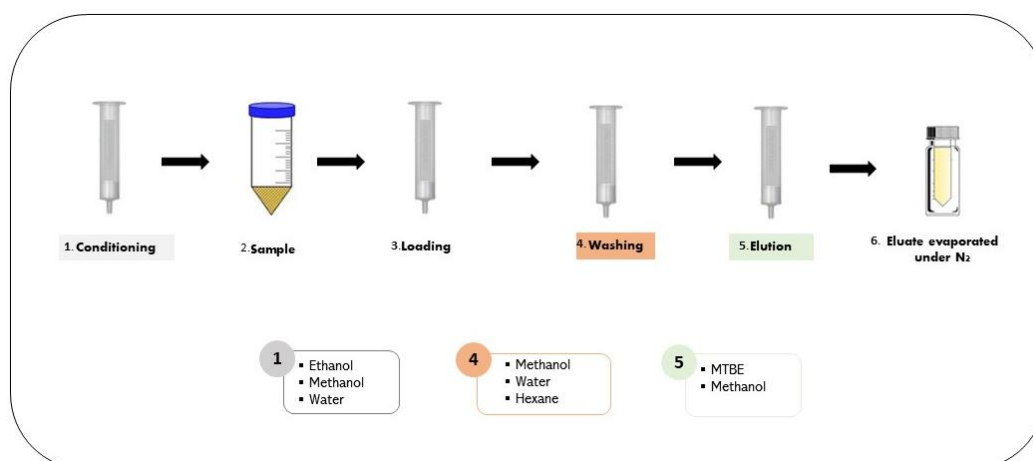 1. Conditioning
2.Sample
3.Loading
4. Washing
5. Elution
6. Eluate evaporated
under N₂
1
▪ Ethanol
▪ Methanol
▪ Water
4
▪ Methanol
▪ Water
▪ Hexane
5
▪ MTBE
▪ Methanol